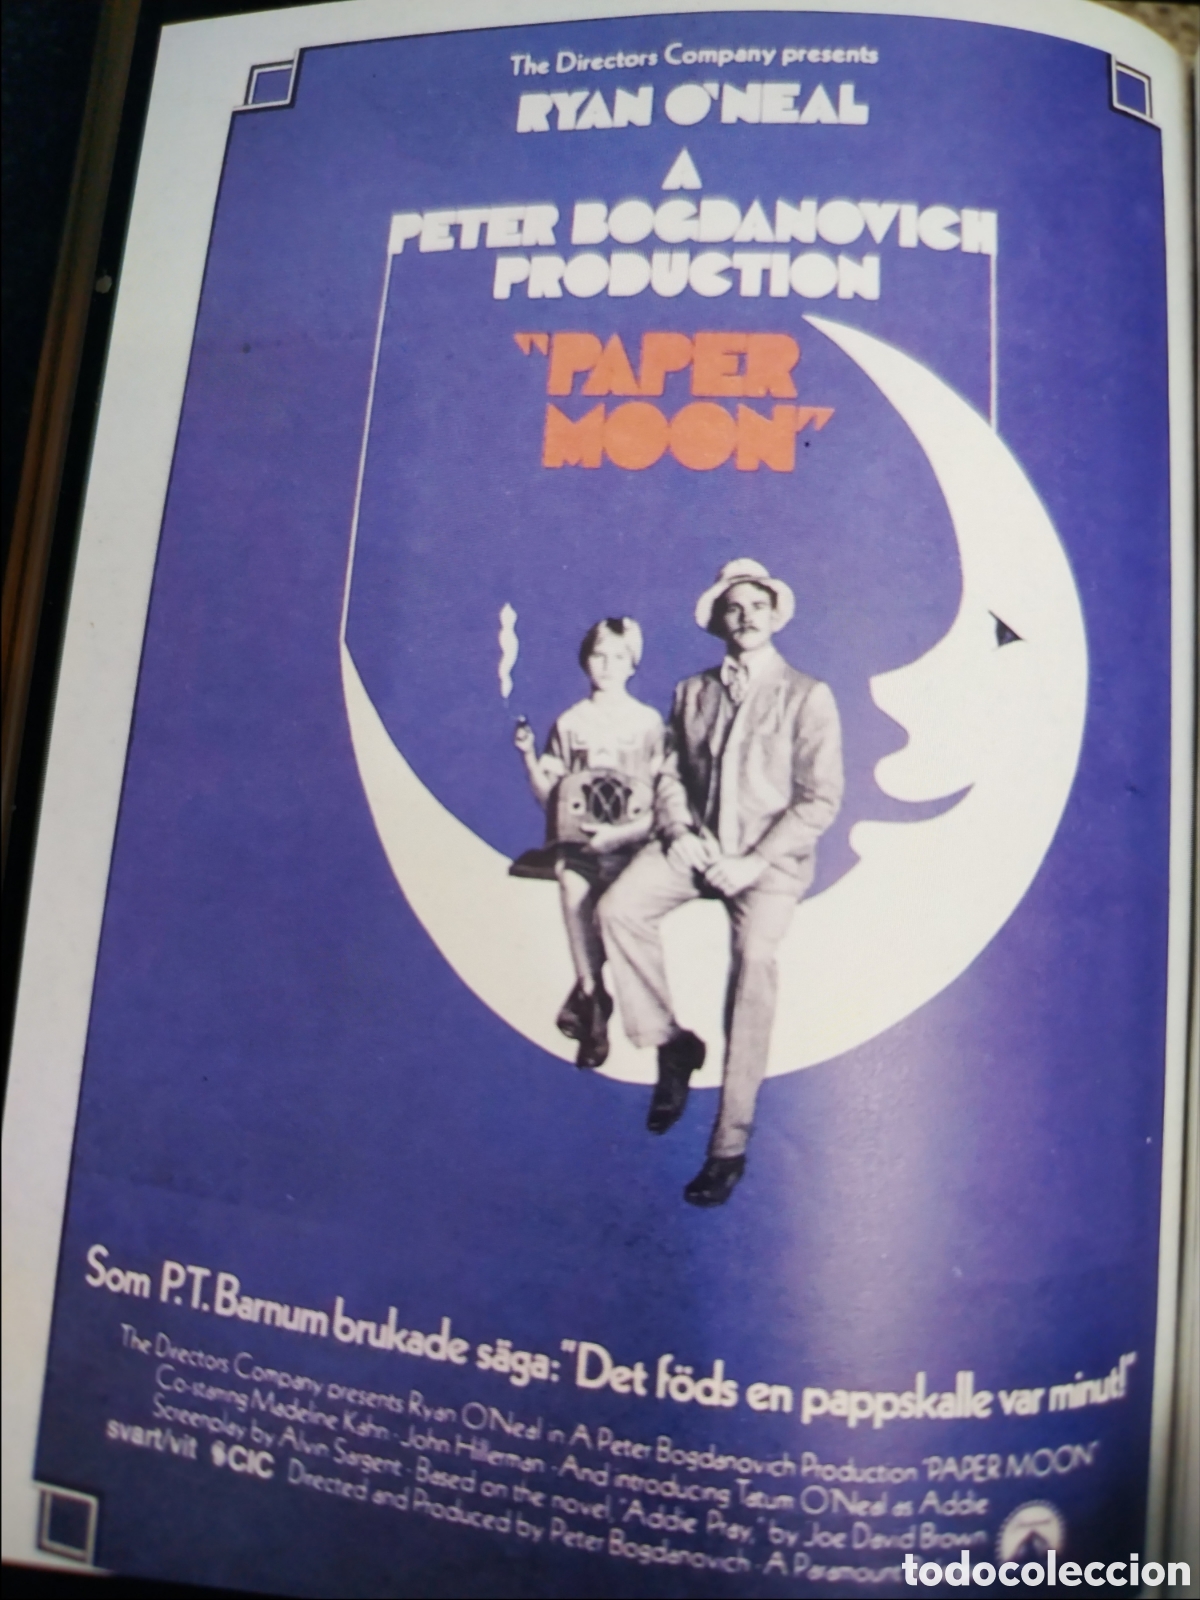 The Directors Company presents
RYAN O'NEAL
A
PETER BOGDANOVICH
PRODUCTION
"PAPER
MOON"
Som P.T. Barnum brukade säga: "Det föds en pappskalle var minut!"
The Directors Company presents Ryan O'Neal in A Peter Bogdanovich Production "PAPER MOON"
Co-starring Madeline Kahn · John Hillerman · And introducing Tatum O'Neal as Addie
Screenplay by Alvin Sargent · Based on the novel, "Addie Pray," by Joe David Brown
svart/vit CIC Directed and Produced by Peter Bogdanovich · A Paramount
todocoleccion